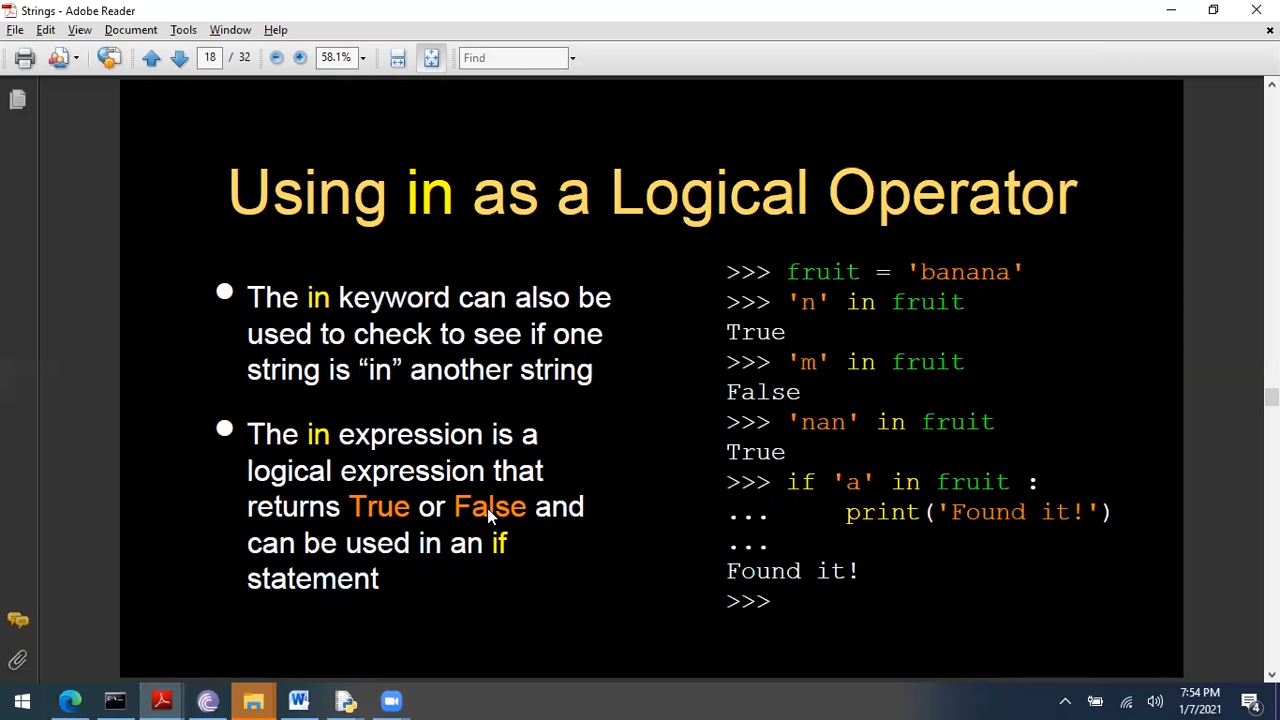 Strings - Adobe Reader
File Edit View Document Tools Window Help
18 / 32 58.1% Find
Using in as a Logical Operator
The in keyword can also be
used to check to see if one
string is “in” another string
The in expression is a
logical expression that
returns True or False and
can be used in an if
statement
>>> fruit = 'banana'
>>> 'n' in fruit
True
>>> 'm' in fruit
False
>>> 'nan' in fruit
True
>>> if 'a' in fruit :
...     print('Found it!')
...
Found it!
>>>
7:54 PM
1/7/2021
4